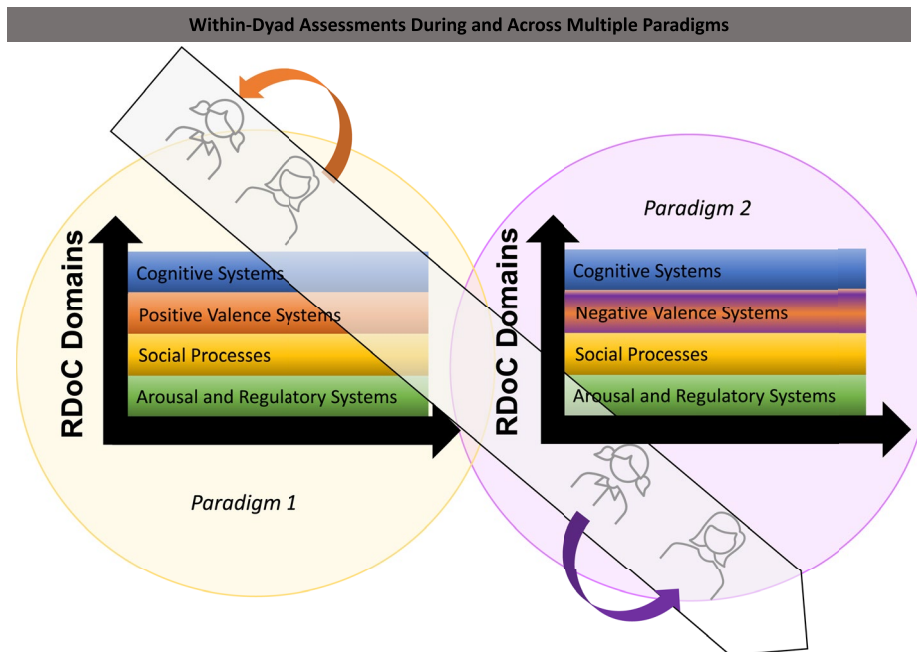 Within-Dyad Assessments During and Across Multiple Paradigms
RDoC Domains
Cognitive Systems
Positive Valence Systems
Social Processes
Arousal and Regulatory Systems
Paradigm 1
Paradigm 2
RDoC Domains
Cognitive Systems
Negative Valence Systems
Social Processes
Arousal and Regulatory Systems